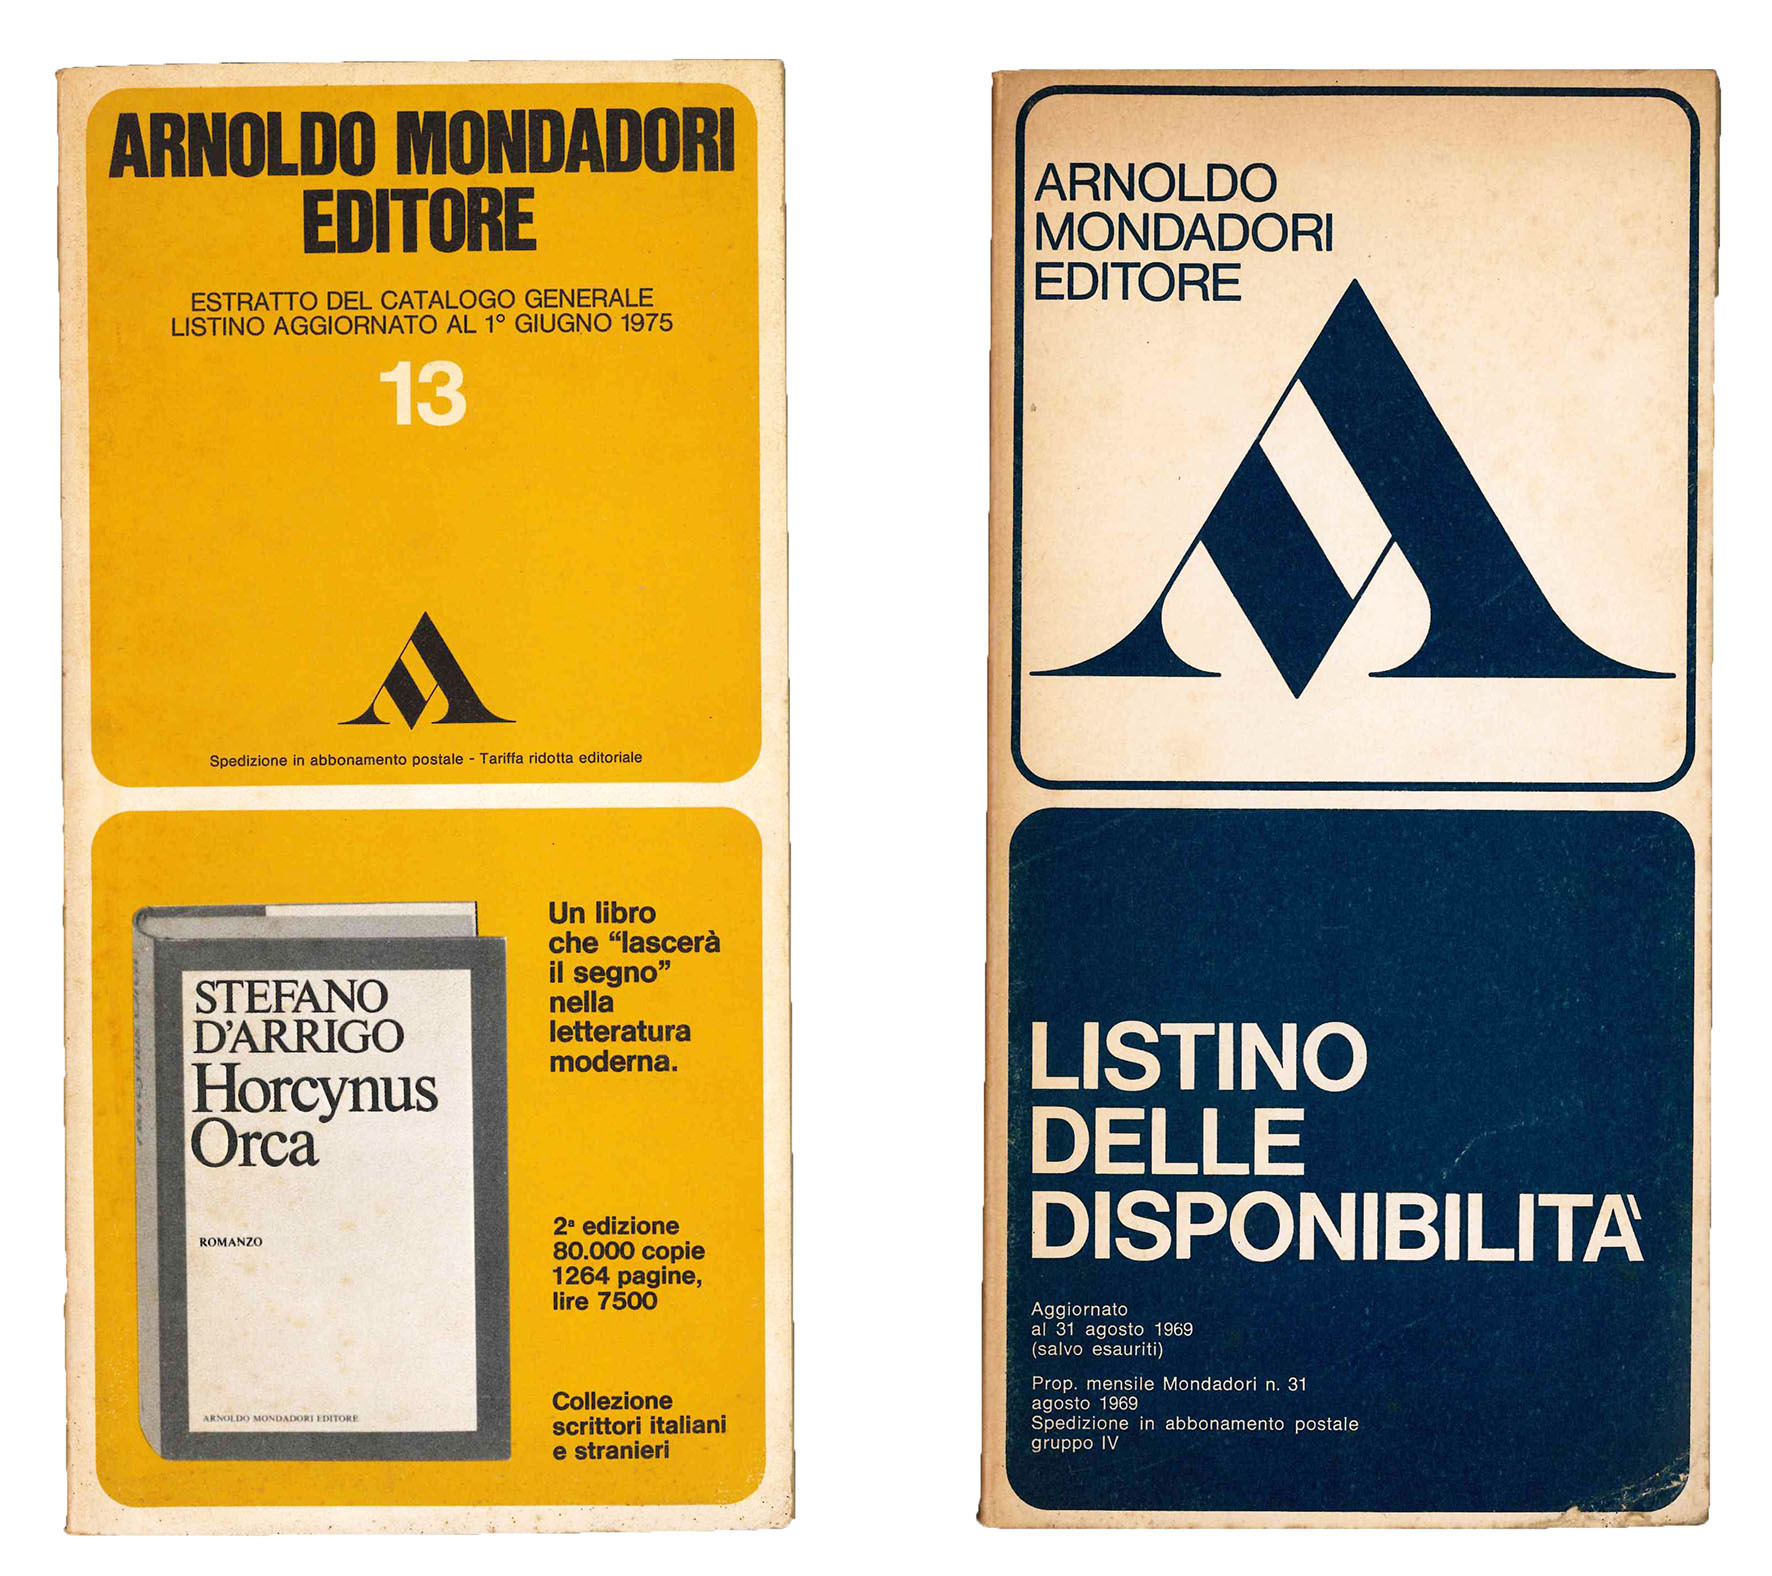 ARNOLDO MONDADORI
EDITORE
ESTRATTO DEL CATALOGO GENERALE
LISTINO AGGIORNATO AL 1° GIUGNO 1975
13
Spedizione in abbonamento postale - Tariffa ridotta editoriale
STEFANO
D'ARRIGO
Horcynus
Orca
ROMANZO
ARNOLDO MONDADORI EDITORE
Un libro
che “lascerà
il segno”
nella
letteratura
moderna.
2ª edizione
80.000 copie
1264 pagine,
lire 7500
Collezione
scrittori italiani
e stranieri
ARNOLDO
MONDADORI
EDITORE
LISTINO
DELLE
DISPONIBILITA'
Aggiornato
al 31 agosto 1969
(salvo esauriti)
Prop. mensile Mondadori n. 31
agosto 1969
Spedizione in abbonamento postale
gruppo IV